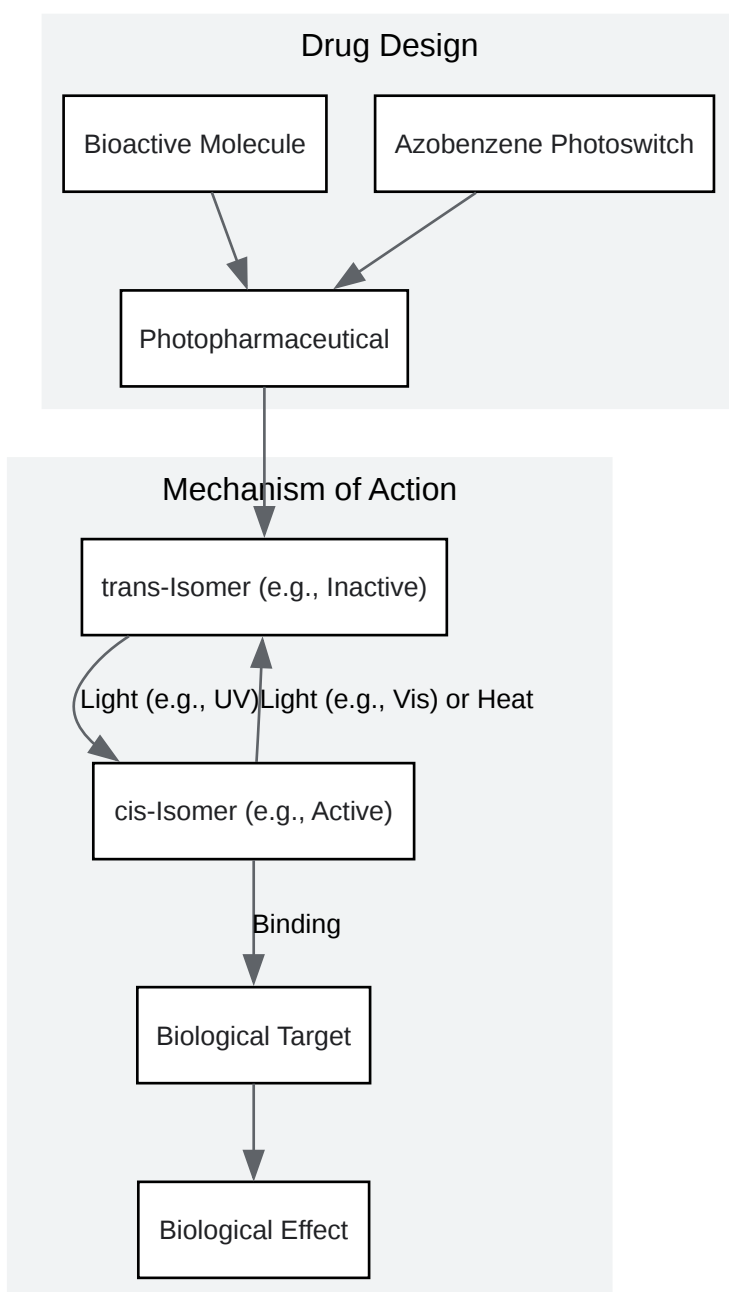 Drug Design
Bioactive Molecule
Azobenzene Photoswitch
Photopharmaceutical
Mechanism of Action
trans-Isomer (e.g., Inactive)
Light (e.g., UV)
Light (e.g., Vis) or Heat
cis-Isomer (e.g., Active)
Binding
Biological Target
Biological Effect